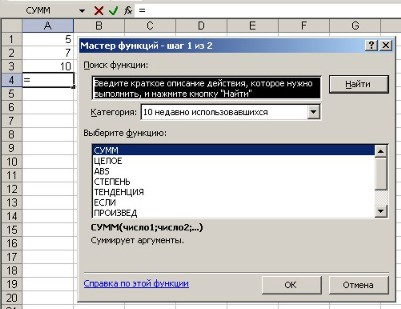 СУММ =
A B C D E F G
Мастер функций - шаг 1 из 2
1 5
2 7
3 10
4 =
5
6
7
8
9
10
11
12
13
14
15
16
17
18
19
20
Поиск функции:
Введите краткое описание действия, которое нужно
выполнить, и нажмите кнопку "Найти"
Найти
Категория: 10 недавно использовавшихся
Выберите функцию:
СУММ
ЦЕЛОЕ
ABS
СТЕПЕНЬ
ТЕНДЕНЦИЯ
ЕСЛИ
ПРОИЗВЕД
СУММ(число1;число2;...)
Суммирует аргументы.
Справка по этой функции
ОК
Отмена